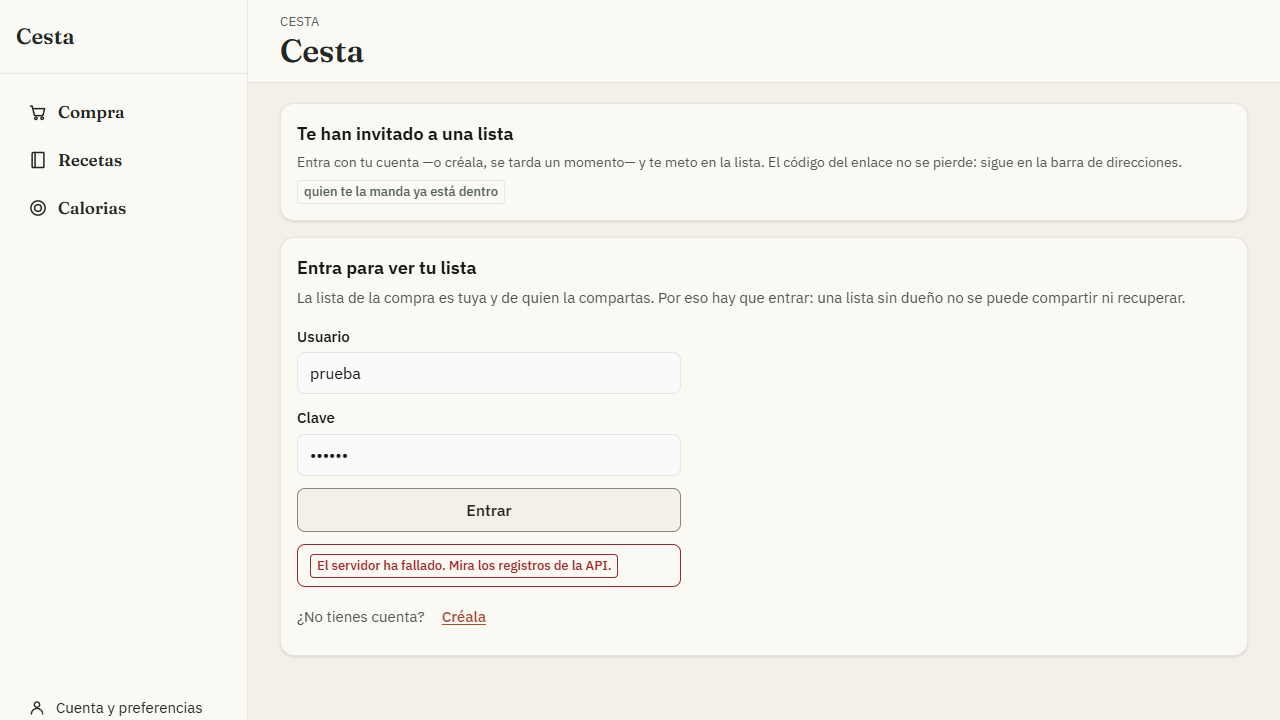 Cesta
Compra
Recetas
Calorias
Cuenta y preferencias
CESTA
Cesta
Te han invitado a una lista
Entra con tu cuenta —o créala, se tarda un momento— y te meto en la lista. El código del enlace no se pierde: sigue en la barra de direcciones.
quien te la manda ya está dentro
Entra para ver tu lista
La lista de la compra es tuya y de quien la compartas. Por eso hay que entrar: una lista sin dueño no se puede compartir ni recuperar.
Usuario
prueba
Clave
••••••
Entrar
El servidor ha fallado. Mira los registros de la API.
¿No tienes cuenta? Créala